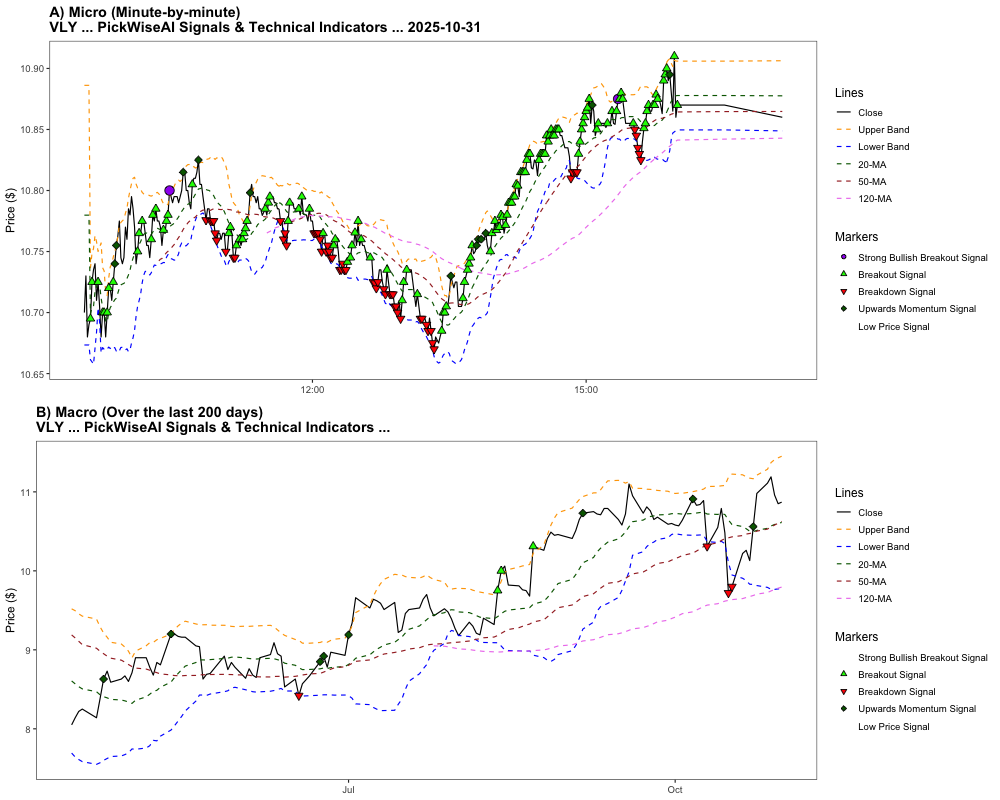 A) Micro (Minute-by-minute)
VLY ... PickWiseAI Signals & Technical Indicators ... 2025-10-31
Price ($)
10.90
10.85
10.80
10.75
10.70
10.65
12:00
15:00
Lines
Close
Upper Band
Lower Band
20-MA
50-MA
120-MA
Markers
Strong Bullish Breakout Signal
Breakout Signal
Breakdown Signal
Upwards Momentum Signal
Low Price Signal
B) Macro (Over the last 200 days)
VLY ... PickWiseAI Signals & Technical Indicators ...
Price ($)
11
10
9
8
Jul
Oct
Lines
Close
Upper Band
Lower Band
20-MA
50-MA
120-MA
Markers
Strong Bullish Breakout Signal
Breakout Signal
Breakdown Signal
Upwards Momentum Signal
Low Price Signal